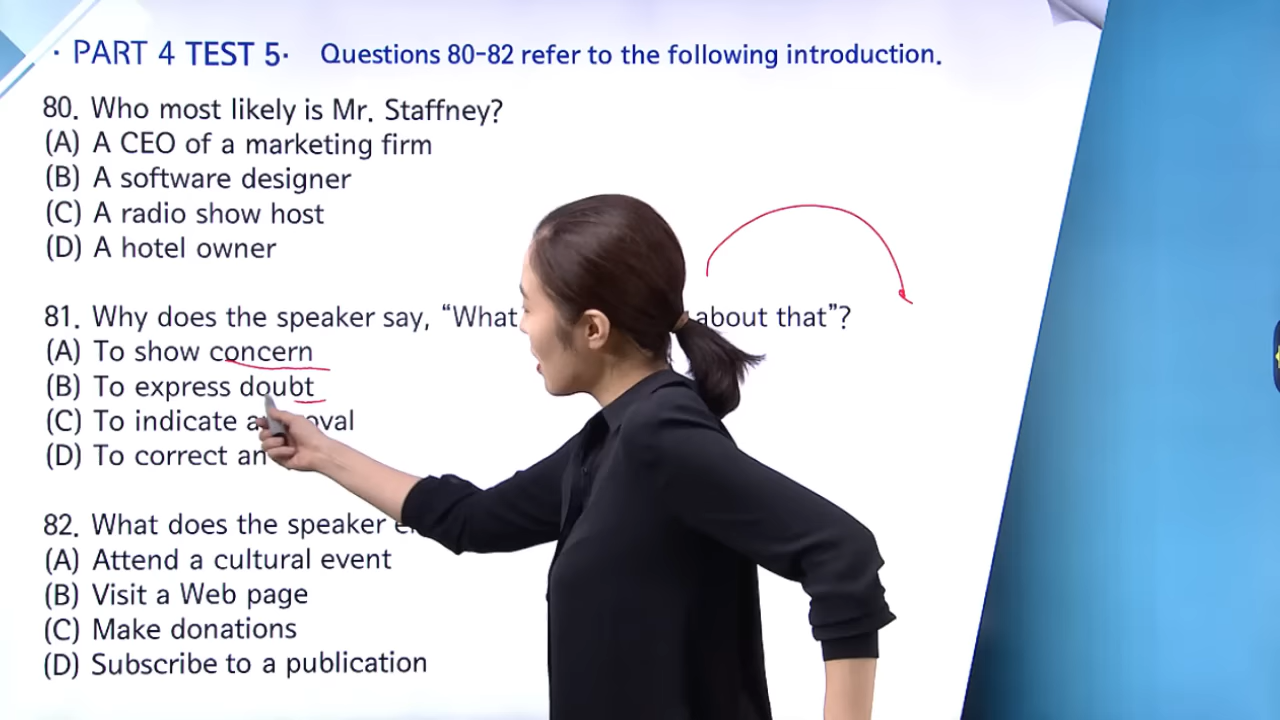 · PART 4 TEST 5· Questions 80-82 refer to the following introduction.
80. Who most likely is Mr. Staffney?
(A) A CEO of a marketing firm
(B) A software designer
(C) A radio show host
(D) A hotel owner
81. Why does the speaker say, “What about that”?
(A) To show concern
(B) To express doubt
(C) To indicate
(D) To correct an
82. What does the speaker
(A) Attend a cultural event
(B) Visit a Web page
(C) Make donations
(D) Subscribe to a publication